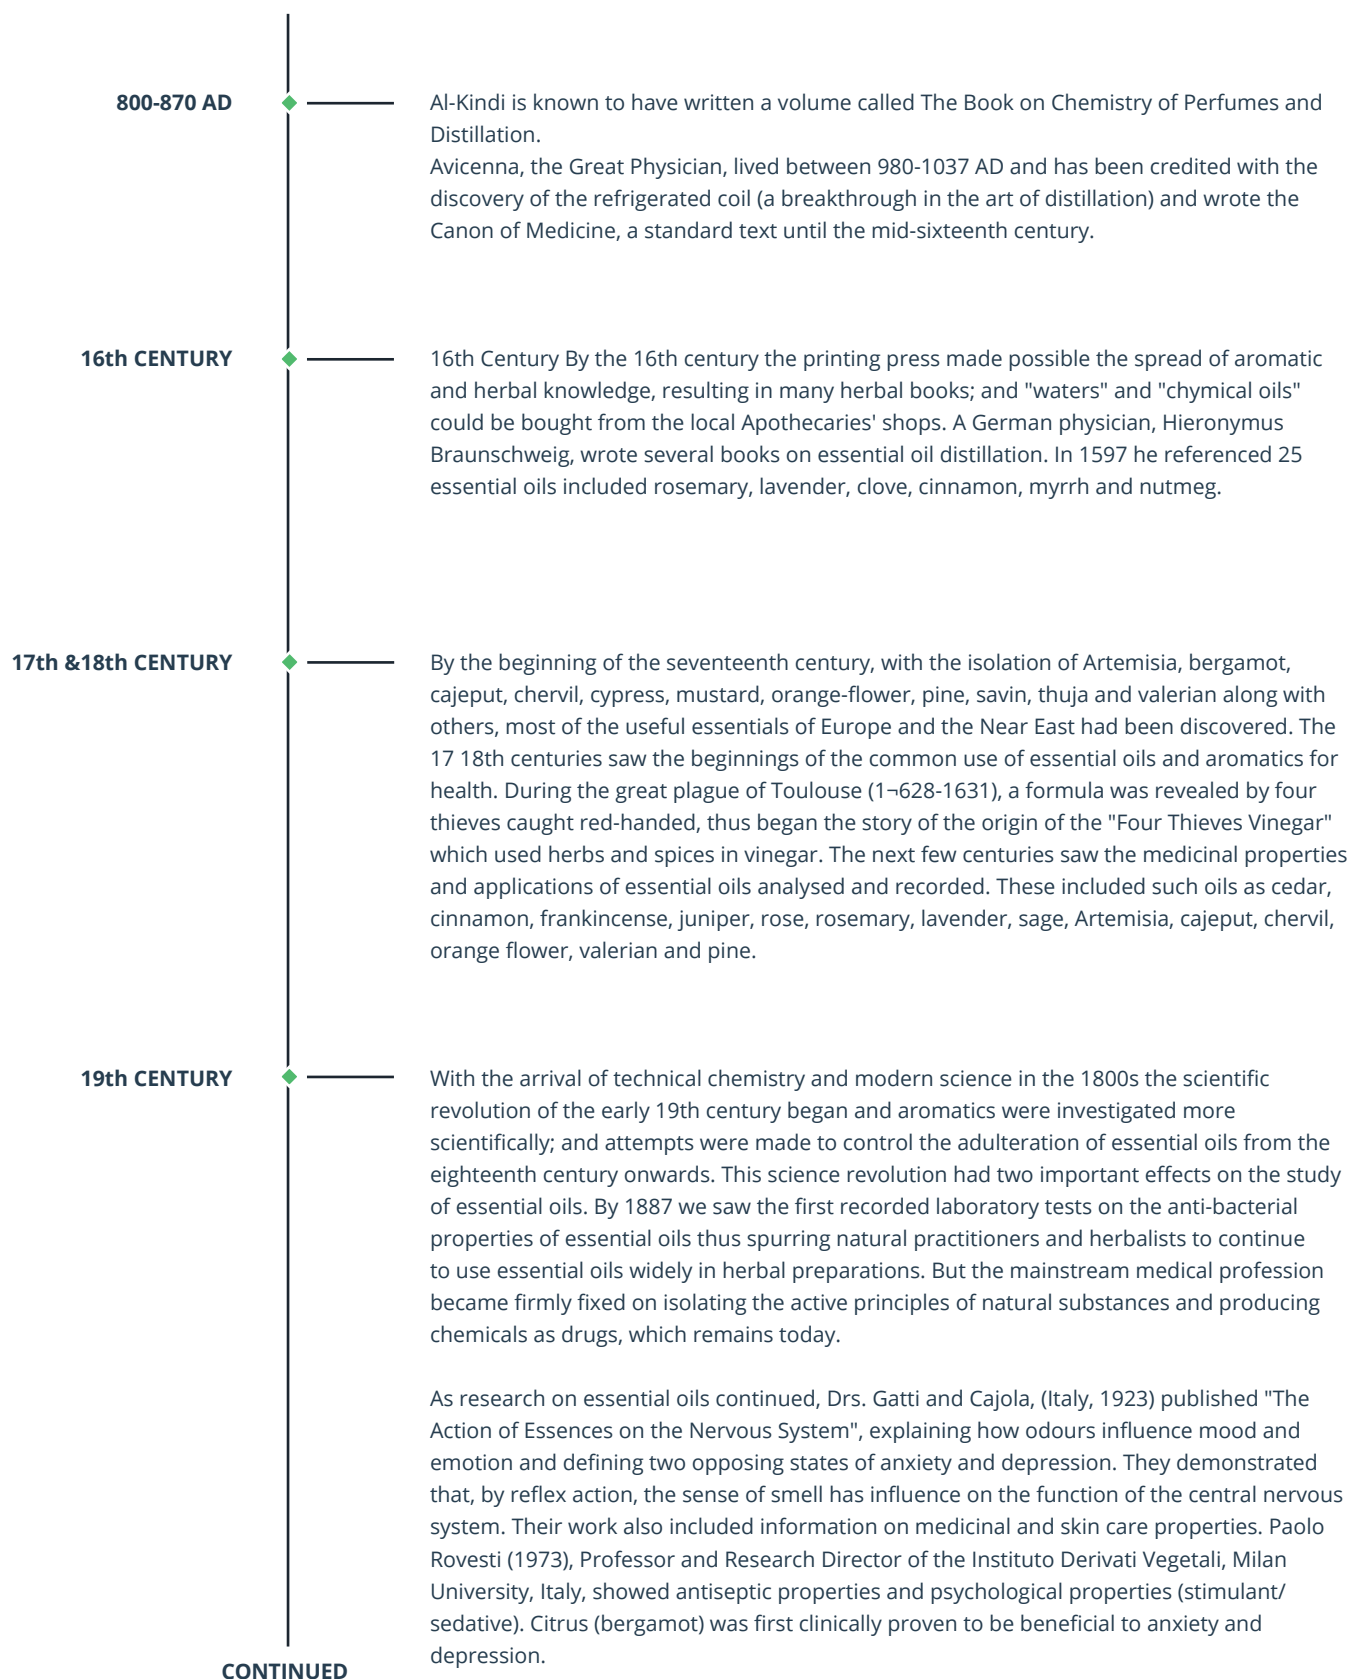 800-870 AD
Al-Kindi is known to have written a volume called The Book on Chemistry of Perfumes and
Distillation.
Avicenna, the Great Physician, lived between 980-1037 AD and has been credited with the
discovery of the refrigerated coil (a breakthrough in the art of distillation) and wrote the
Canon of Medicine, a standard text until the mid-sixteenth century.
16th CENTURY
16th Century By the 16th century the printing press made possible the spread of aromatic
and herbal knowledge, resulting in many herbal books; and "waters" and "chymical oils"
could be bought from the local Apothecaries' shops. A German physician, Hieronymus
Braunschweig, wrote several books on essential oil distillation. In 1597 he referenced 25
essential oils included rosemary, lavender, clove, cinnamon, myrrh and nutmeg.
17th &18th CENTURY
By the beginning of the seventeenth century, with the isolation of Artemisia, bergamot,
cajeput, chervil, cypress, mustard, orange-flower, pine, savin, thuja and valerian along with
others, most of the useful essentials of Europe and the Near East had been discovered. The
17 18th centuries saw the beginnings of the common use of essential oils and aromatics for
health. During the great plague of Toulouse (1¬628-1631), a formula was revealed by four
thieves caught red-handed, thus began the story of the origin of the "Four Thieves Vinegar"
which used herbs and spices in vinegar. The next few centuries saw the medicinal properties
and applications of essential oils analysed and recorded. These included such oils as cedar,
cinnamon, frankincense, juniper, rose, rosemary, lavender, sage, Artemisia, cajeput, chervil,
orange flower, valerian and pine.
19th CENTURY
With the arrival of technical chemistry and modern science in the 1800s the scientific
revolution of the early 19th century began and aromatics were investigated more
scientifically; and attempts were made to control the adulteration of essential oils from the
eighteenth century onwards. This science revolution had two important effects on the study
of essential oils. By 1887 we saw the first recorded laboratory tests on the anti-bacterial
properties of essential oils thus spurring natural practitioners and herbalists to continue
to use essential oils widely in herbal preparations. But the mainstream medical profession
became firmly fixed on isolating the active principles of natural substances and producing
chemicals as drugs, which remains today.
As research on essential oils continued, Drs. Gatti and Cajola, (Italy, 1923) published "The
Action of Essences on the Nervous System", explaining how odours influence mood and
emotion and defining two opposing states of anxiety and depression. They demonstrated
that, by reflex action, the sense of smell has influence on the function of the central nervous
system. Their work also included information on medicinal and skin care properties. Paolo
Rovesti (1973), Professor and Research Director of the Instituto Derivati Vegetali, Milan
University, Italy, showed antiseptic properties and psychological properties (stimulant/
sedative). Citrus (bergamot) was first clinically proven to be beneficial to anxiety and
depression.
CONTINUED